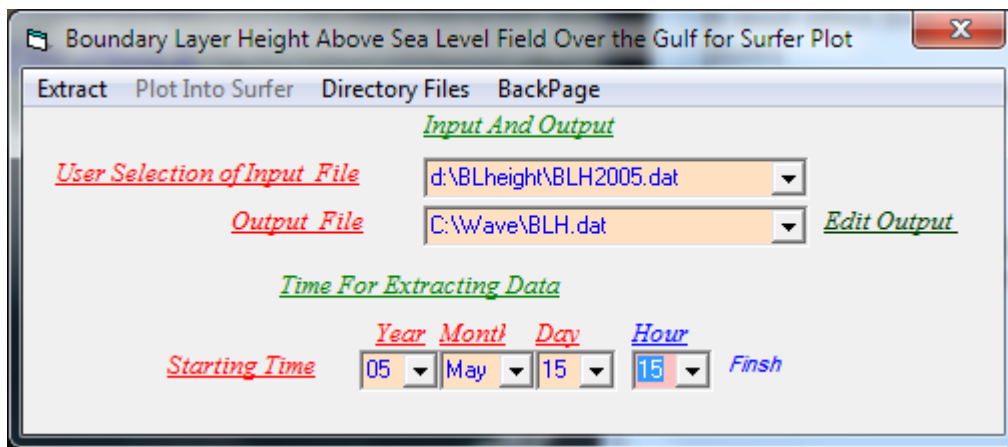 Boundary Layer Height Above Sea Level Field Over the Gulf for Surfer Plot
Extract Plot Into Surfer Directory Files BackPage
Input And Output
User Selection of Input File d:\BLheight\BLH2005.dat
Output File C:\Wave\BLH.dat Edit Output
Time For Extracting Data
Year Month Day Hour
Starting Time 05 May 15 15 Finsh